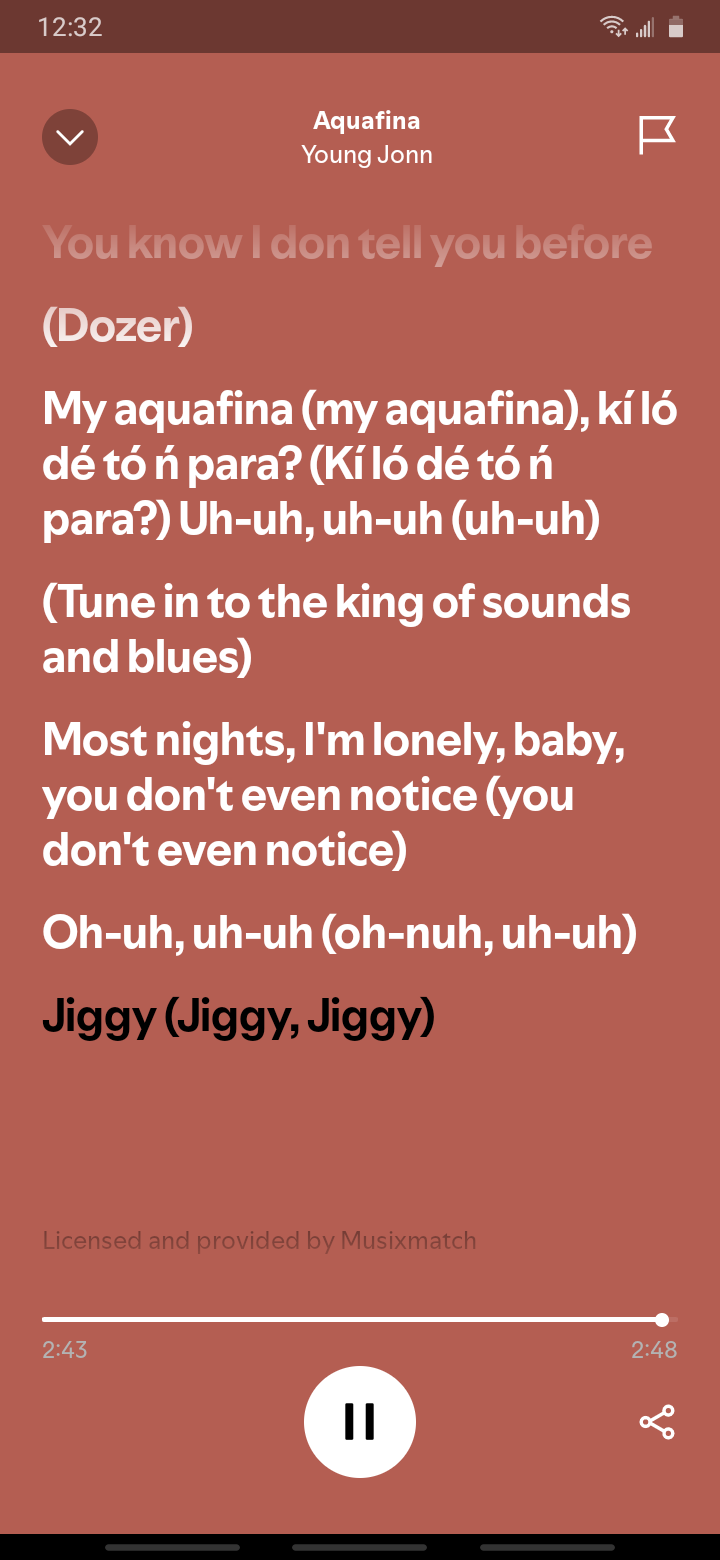 12:32
Aquafina
Young Jonn
You know I don tell you before
(Dozer)
My aquafina (my aquafina), kí ló
dé tó ń para? (Kí ló dé tó ń
para?) Uh-uh, uh-uh (uh-uh)
(Tune in to the king of sounds
and blues)
Most nights, I'm lonely, baby,
you don't even notice (you
don't even notice)
Oh-uh, uh-uh (oh-nuh, uh-uh)
Jiggy (Jiggy, Jiggy)
Licensed and provided by Musixmatch
2:43
2:48